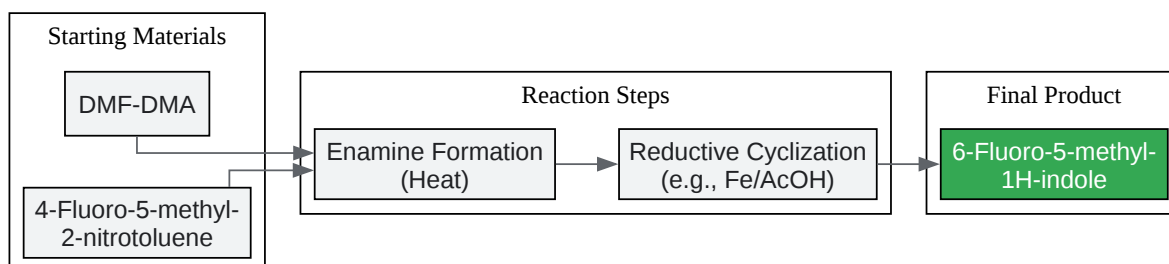 Starting Materials
DMF-DMA
4-Fluoro-5-methyl-
2-nitrotoluene
Reaction Steps
Enamine Formation
(Heat)
Reductive Cyclization
(e.g., Fe/AcOH)
Final Product
6-Fluoro-5-methyl-
1H-indole